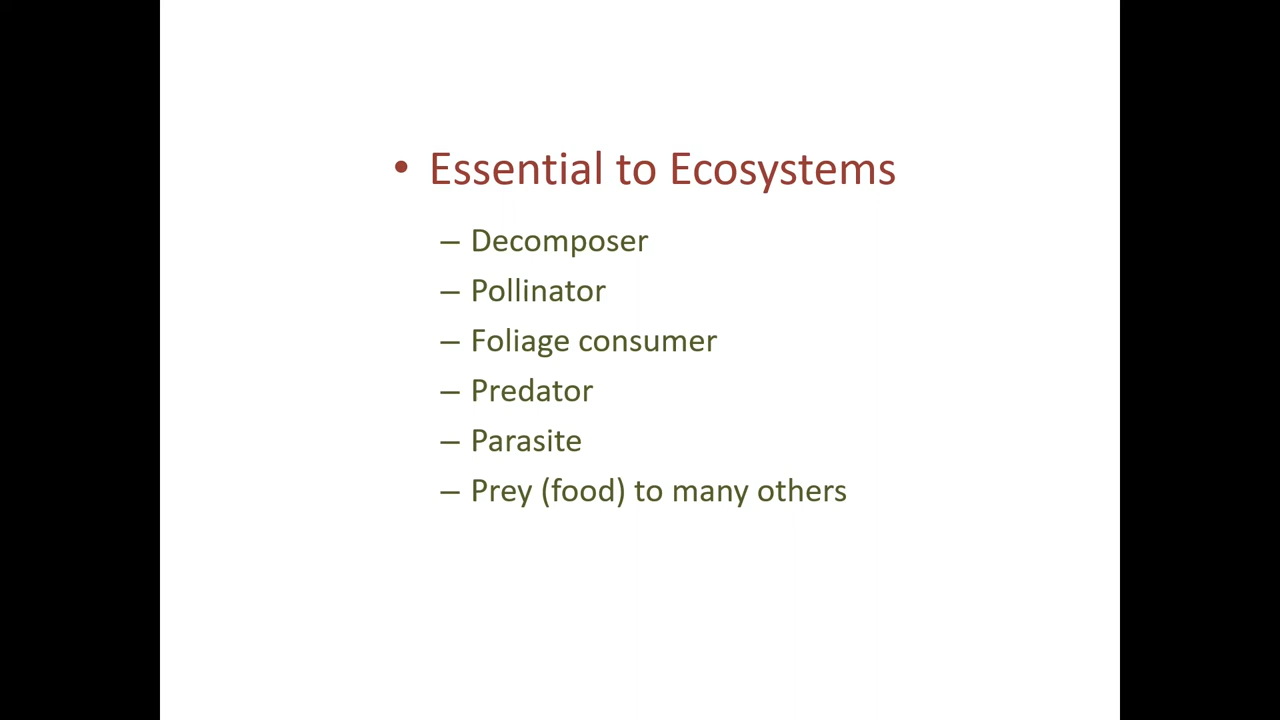 • Essential to Ecosystems
– Decomposer
– Pollinator
– Foliage consumer
– Predator
– Parasite
– Prey (food) to many others